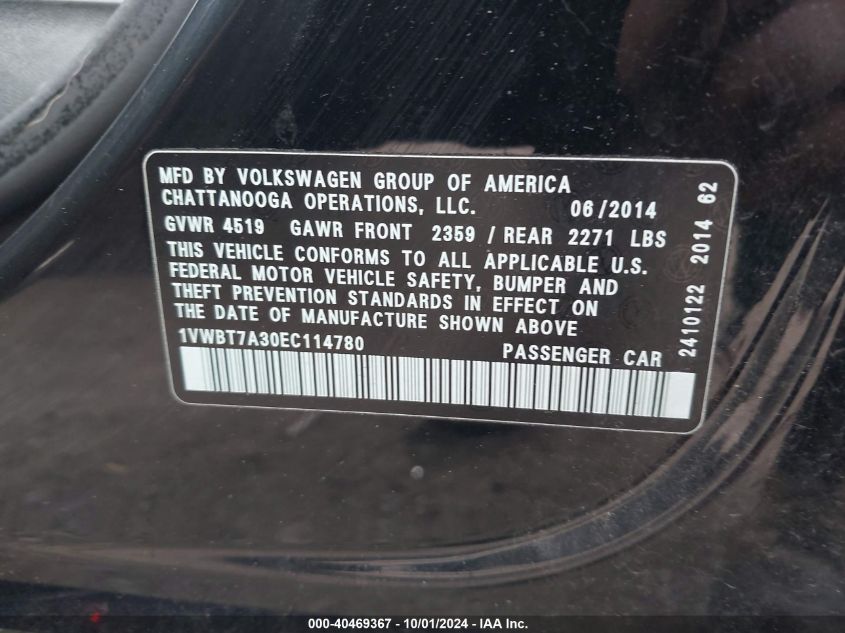 MFD BY VOLKSWAGEN GROUP OF AMERICA
CHATTANOOGA OPERATIONS, LLC. 06/2014
GVWR 4519 GAWR FRONT 2359 / REAR 2271 LBS
THIS VEHICLE CONFORMS TO ALL APPLICABLE U.S.
FEDERAL MOTOR VEHICLE SAFETY, BUMPER AND
THEFT PREVENTION STANDARDS IN EFFECT ON
THE DATE OF MANUFACTURE SHOWN ABOVE
1VWBT7A30EC114780 PASSENGER CAR
2410122 2014 62
000-40469367 - 10/01/2024 - IAA Inc.